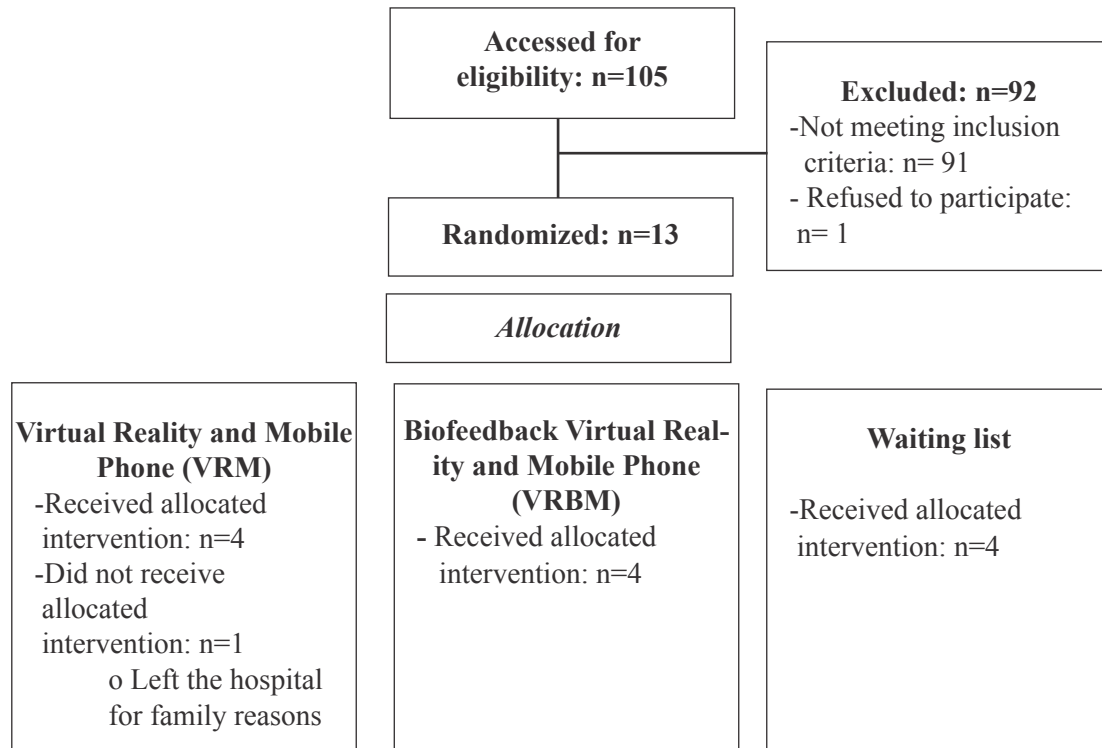 Accessed for
eligibility: n=105
Excluded: n=92
-Not meeting inclusion
criteria: n= 91
- Refused to participate:
n= 1
Randomized: n=13
Allocation
Virtual Reality and Mobile
Phone (VRM)
-Received allocated
intervention: n=4
-Did not receive
allocated
intervention: n=1
o Left the hospital
for family reasons
Biofeedback Virtual Real-
ity and Mobile Phone
(VRBM)
- Received allocated
intervention: n=4
Waiting list
-Received allocated
intervention: n=4